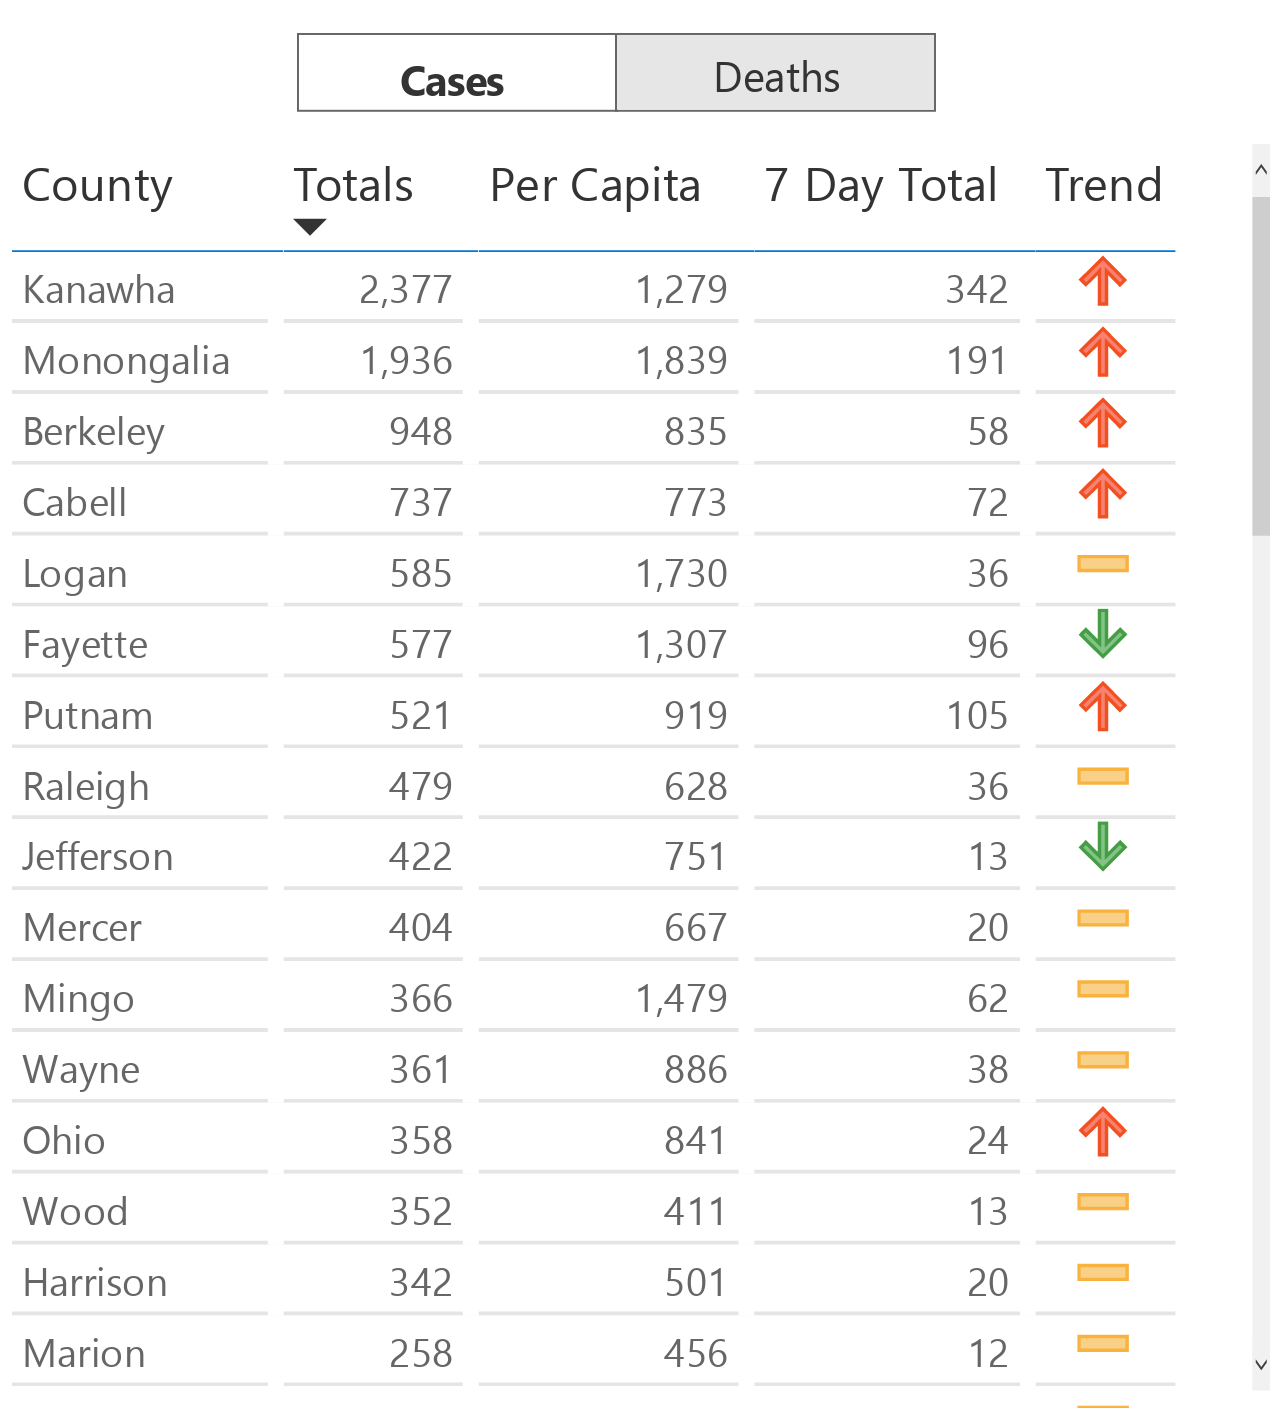 Cases Deaths
County Totals Per Capita 7 Day Total Trend
Kanawha 2,377 1,279 342
Monongalia 1,936 1,839 191
Berkeley 948 835 58
Cabell 737 773 72
Logan 585 1,730 36
Fayette 577 1,307 96
Putnam 521 919 105
Raleigh 479 628 36
Jefferson 422 751 13
Mercer 404 667 20
Mingo 366 1,479 62
Wayne 361 886 38
Ohio 358 841 24
Wood 352 411 13
Harrison 342 501 20
Marion 258 456 12